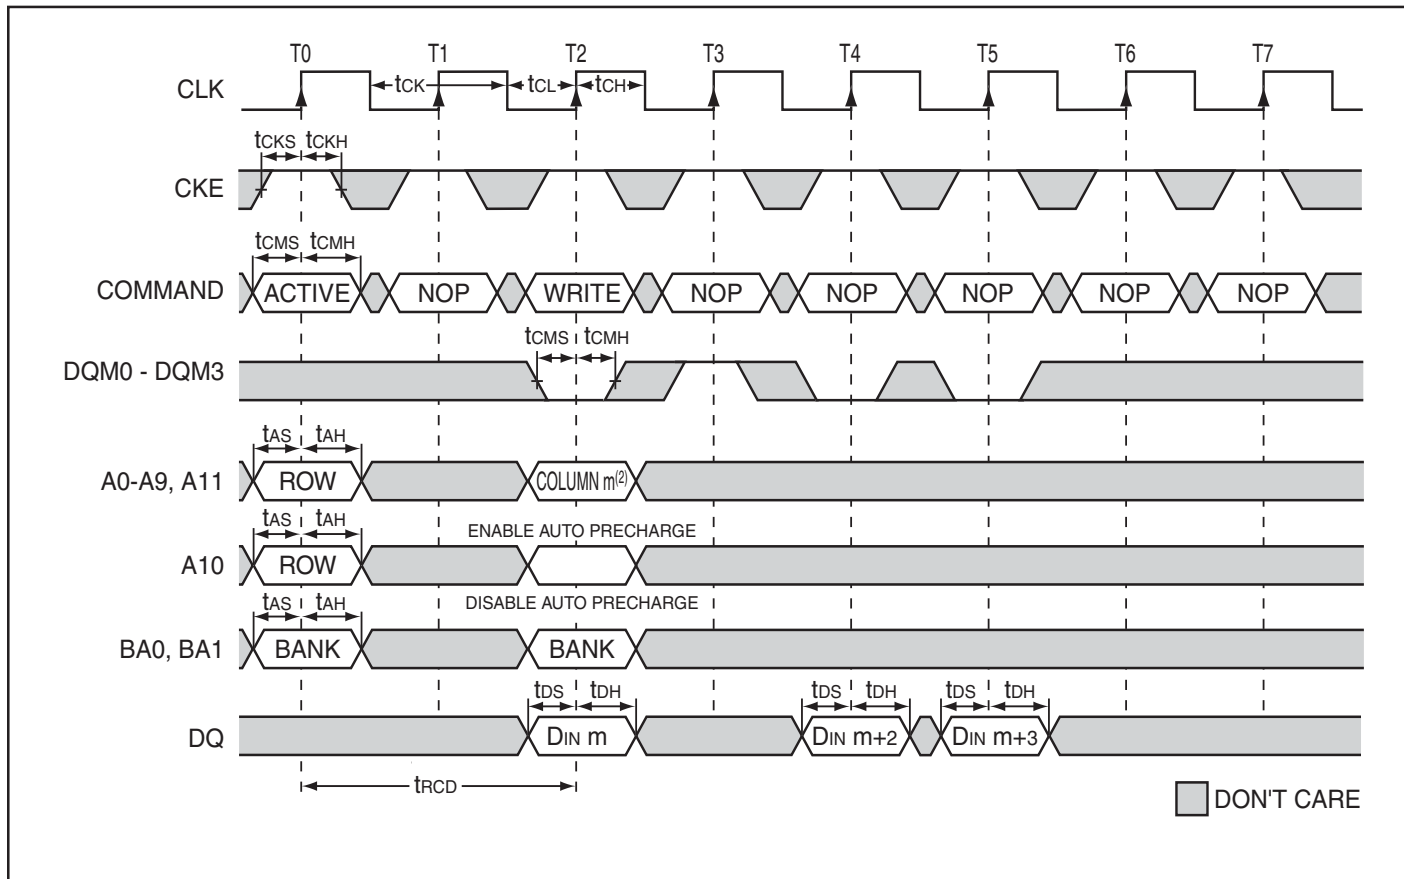 T0 T1 T2 T3 T4 T5 T6 T7
CLK tCK tCL tCH
tCKS tCKH
CKE
tCMS tCMH
COMMAND ACTIVE NOP WRITE NOP NOP NOP NOP NOP
tCMS tCMH
DQM0 - DQM3
tAS tAH
A0-A9, A11 ROW COLUMN m(2)
tAS tAH ENABLE AUTO PRECHARGE
A10 ROW
tAS tAH DISABLE AUTO PRECHARGE
BA0, BA1 BANK BANK
tDS tDH tDS tDH tDS tDH
DQ DIN m DIN m+2 DIN m+3
tRCD
DON'T CARE